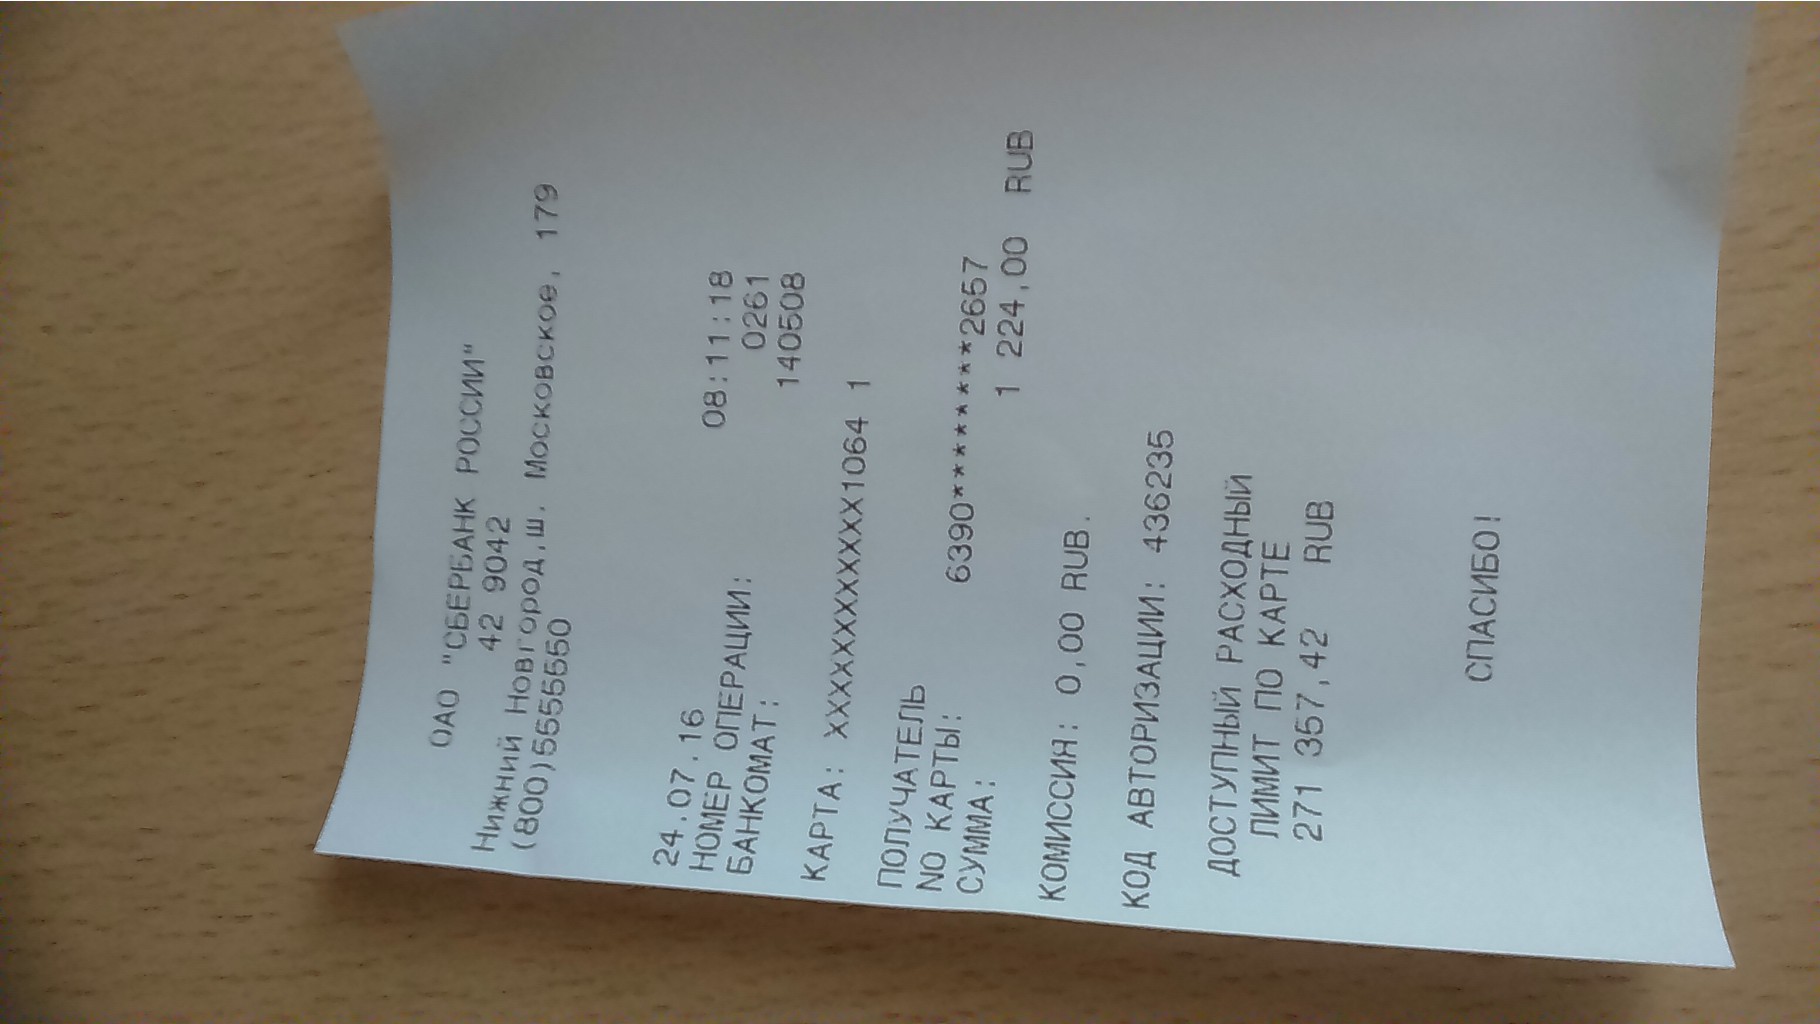 ОАО "СБЕРБАНК РОССИИ"
42 9042
Нижний Новгород,ш. Московское, 179
(800)5555550
24.07.16 08:11:18
НОМЕР ОПЕРАЦИИ: 0261
БАНКОМАТ: 140508
КАРТА: XXXXXXXXXXXXXX1064 1
ПОЛУЧАТЕЛЬ
NO КАРТЫ: 6390**********2657
СУММА: 1 224,00 RUB
КОМИССИЯ: 0,00 RUB.
КОД АВТОРИЗАЦИИ: 436235
ДОСТУПНЫЙ РАСХОДНЫЙ
ЛИМИТ ПО КАРТЕ
271 357,42 RUB
СПАСИБО!